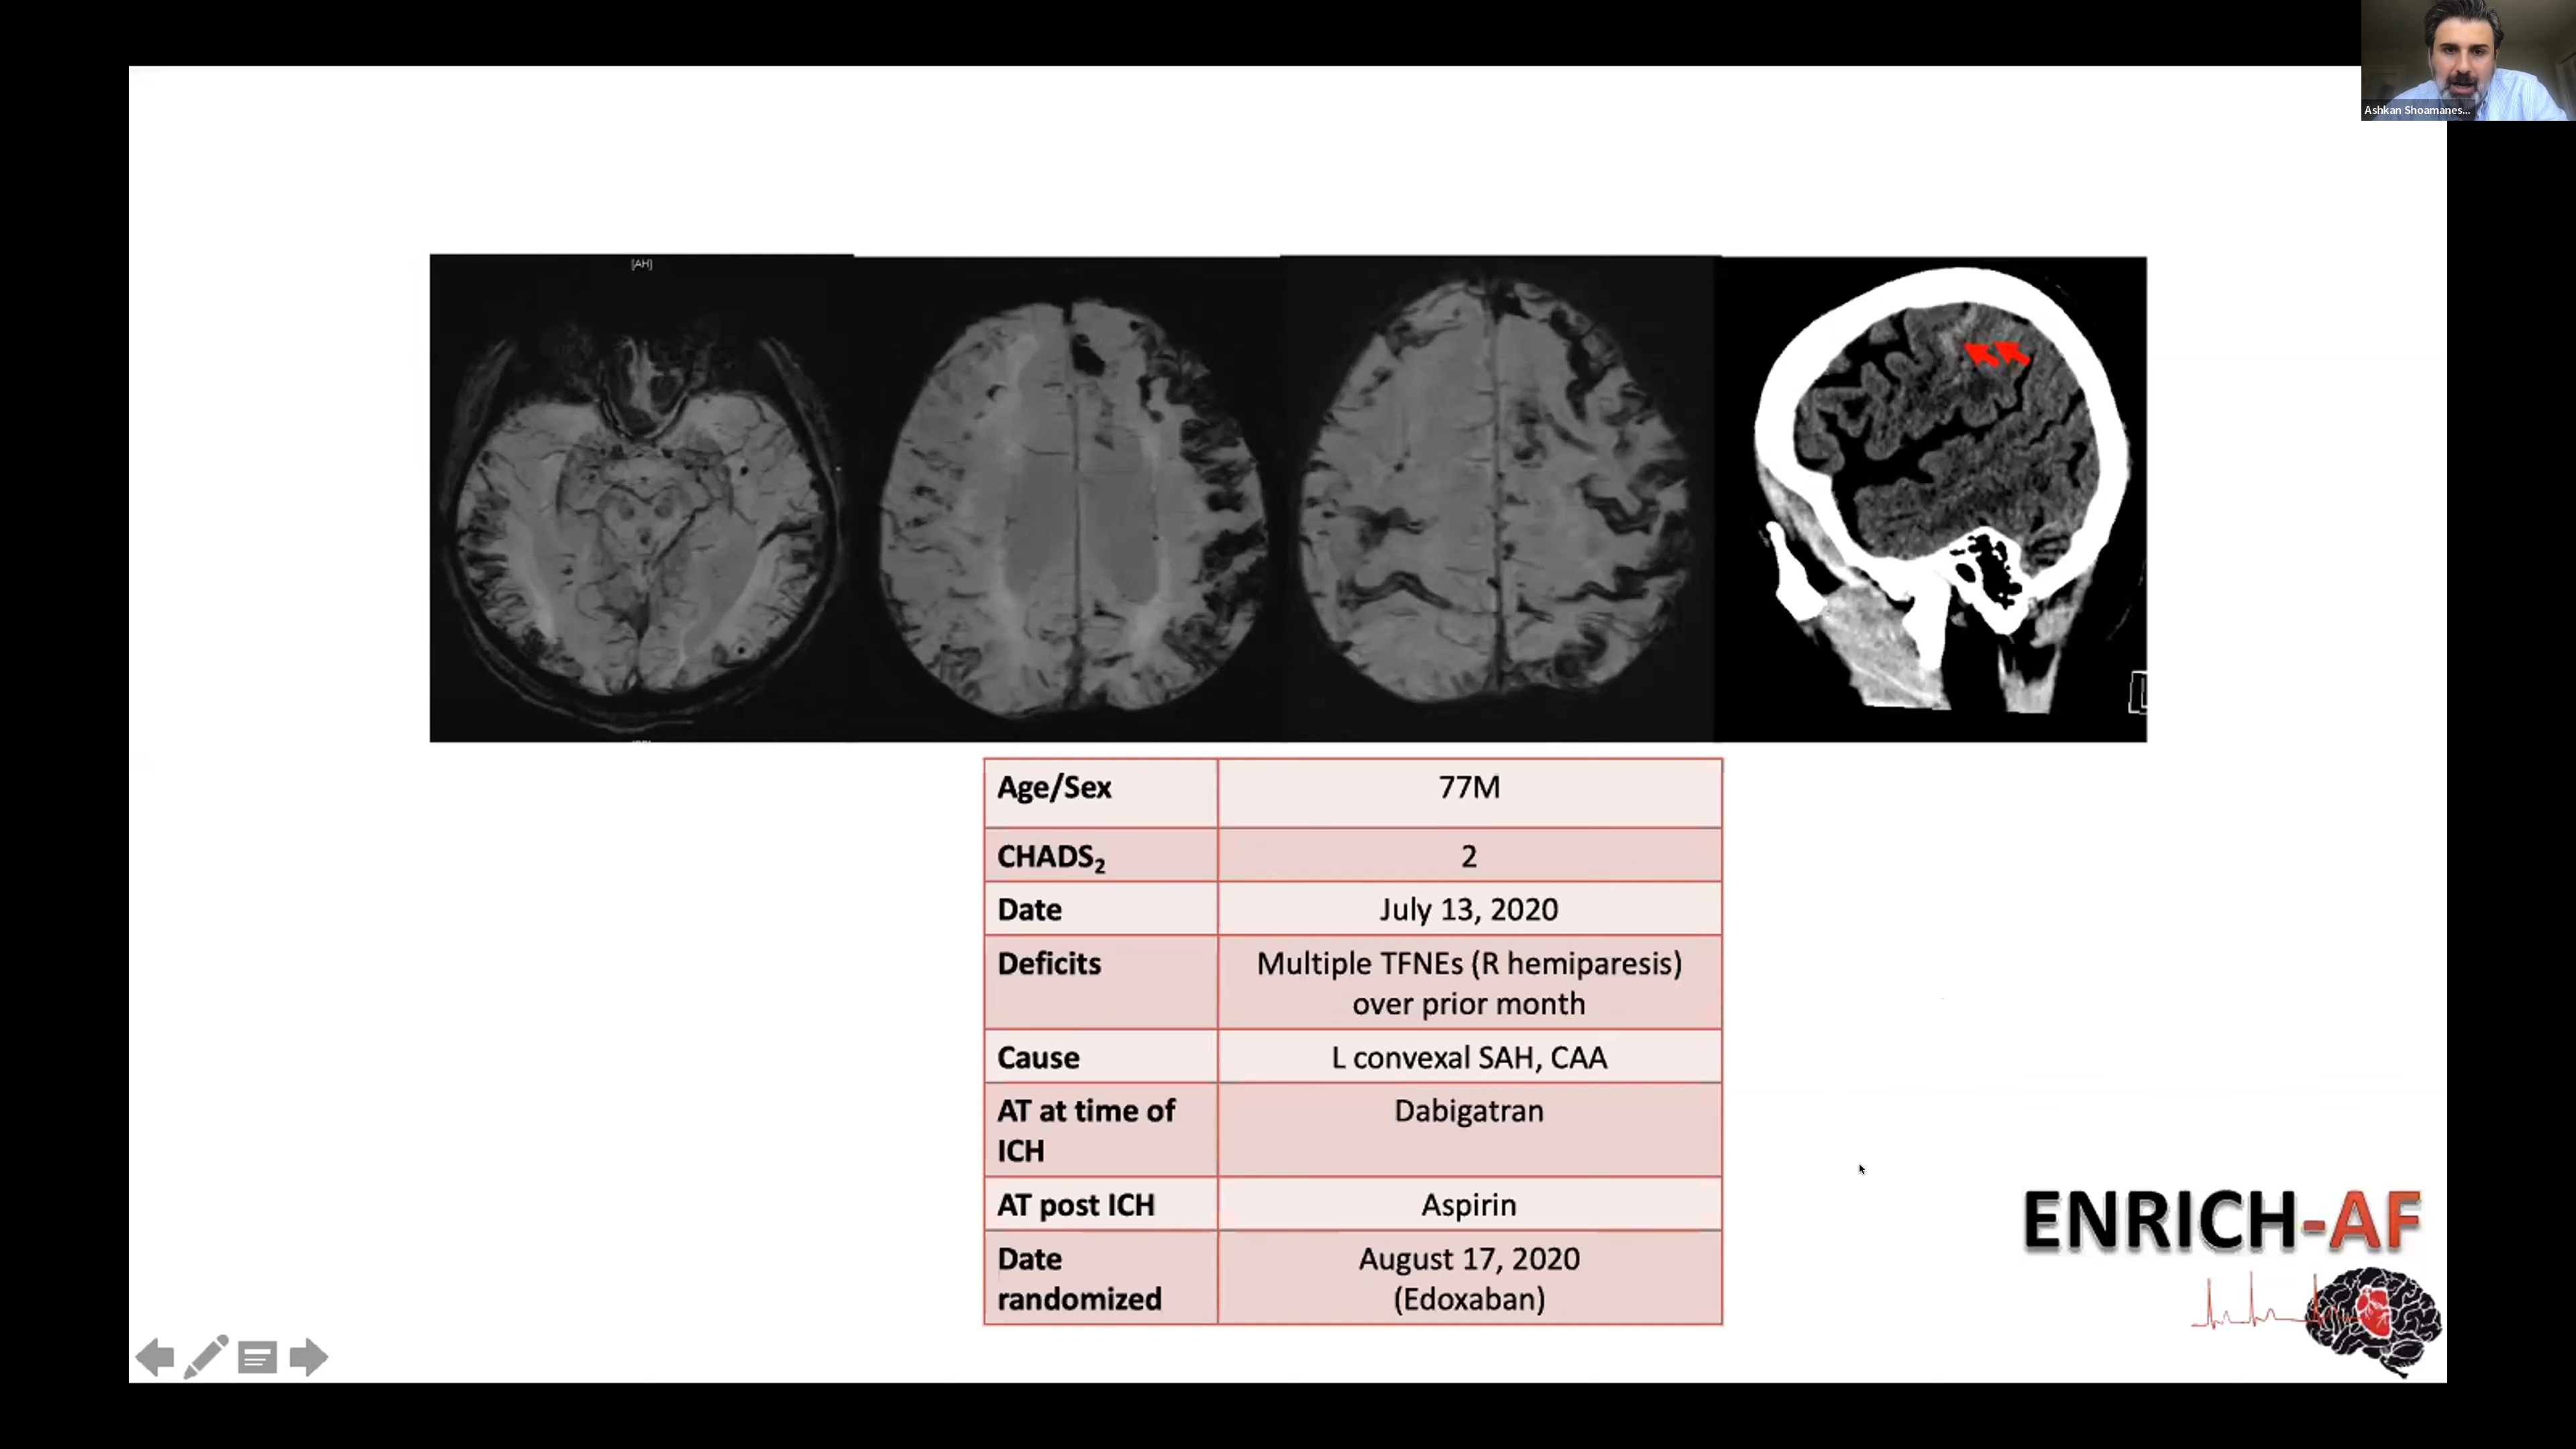 Ashkan Shoamanes...
[AH]
Age/Sex 77M
CHADS2 2
Date July 13, 2020
Deficits Multiple TFNEs (R hemiparesis)
over prior month
Cause L convexal SAH, CAA
AT at time of Dabigatran
ICH
AT post ICH Aspirin
Date August 17, 2020
randomized (Edoxaban)
ENRICH-AF